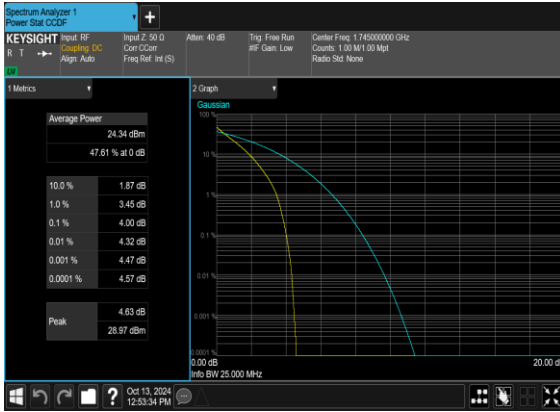 Spectrum Analyzer 1
Power Stat CCDF
+
KEYSIGHT
R T
LXI
Input: RF
Coupling: DC
Align: Auto
Input Z: 50 Ω
Corr CCorr
Freq Ref: Int (S)
Atten: 40 dB
Trig: Free Run
#IF Gain: Low
Center Freq: 1.745000000 GHz
Counts: 1.00 M/1.00 Mpt
Radio Std: None
1 Metrics
Average Power
24.34 dBm
47.61 % at 0 dB
10.0 % 1.87 dB
1.0 % 3.45 dB
0.1 % 4.00 dB
0.01 % 4.32 dB
0.001 % 4.47 dB
0.0001 % 4.57 dB
Peak
4.63 dB
28.97 dBm
2 Graph
Gaussian
100 %
10 %
1 %
0.1 %
0.01 %
0.001 %
0.0001 %
0.00 dB
20.00 d
Info BW 25.000 MHz
?
Oct 13, 2024
12:53:34 PM